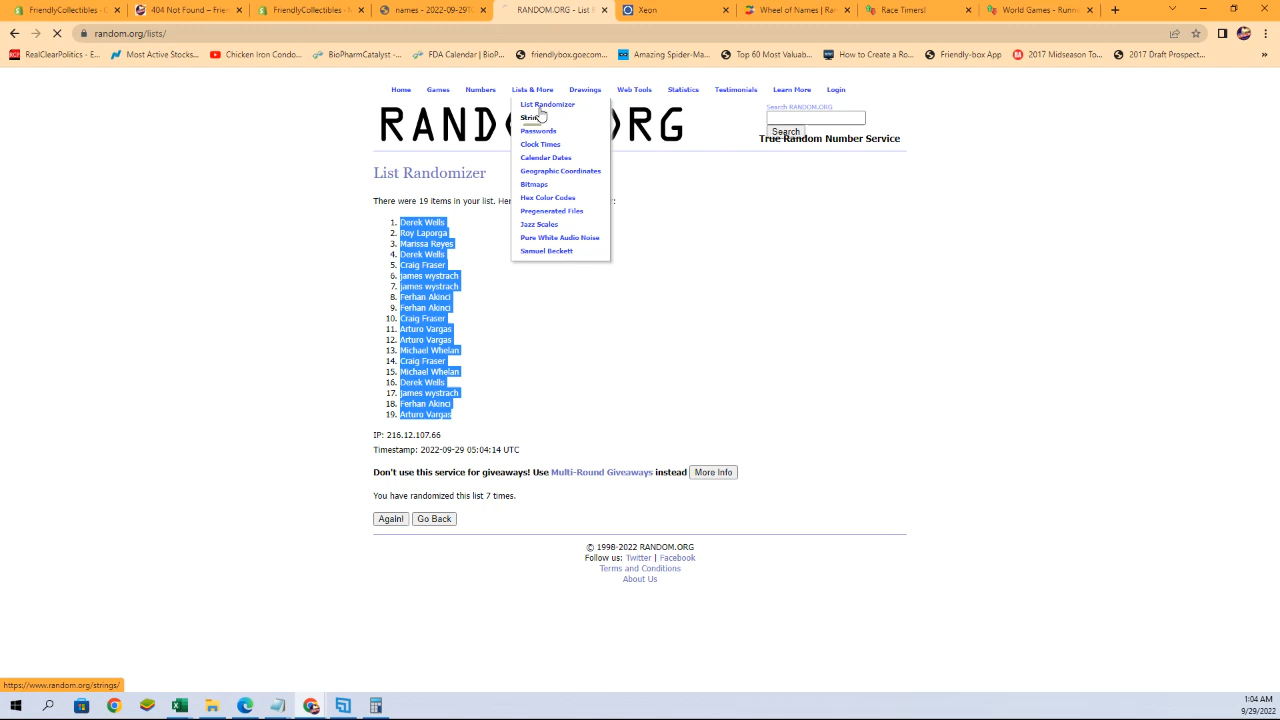 FriendlyCollectibles - C
404 Not Found – Frien
FriendlyCollectibles • N
names - 2022-09-29T0
RANDOM.ORG - List R
Xeon
Wheel of Names | Ran
Race Timers!
World Games - Runne
random.org/lists/
RealClearPolitics - E...
Most Active Stocks...
Chicken Iron Condo...
BioPharmCatalyst -...
FDA Calendar | BioP...
friendlybox.goecom...
Amazing Spider-Ma...
Top 60 Most Valuab...
How to Create a Ro...
Friendly-box App
2017 Midseason To...
2017 Draft Prospect...
Home Games Numbers Lists & More Drawings Web Tools Statistics Testimonials Learn More Login
List Randomizer
Passwords
Clock Times
Calendar Dates
Geographic Coordinates
Bitmaps
Hex Color Codes
Pregenerated Files
Jazz Scales
Pure White Audio Noise
Samuel Beckett
Search RANDOM.ORG
Search
True Random Number Service
List Randomizer
There were 19 items in your list.
1. Derek Wells
2. Roy Laporga
3. Marissa Reyes
4. Derek Wells
5. Craig Fraser
6. james wystrach
7. james wystrach
8. Ferhan Akinci
9. Ferhan Akinci
10. Craig Fraser
11. Arturo Vargas
12. Arturo Vargas
13. Michael Whelan
14. Craig Fraser
15. Michael Whelan
16. Derek Wells
17. james wystrach
18. Ferhan Akinci
19. Arturo Vargas
IP: 216.12.107.66
Timestamp: 2022-09-29 05:04:14 UTC
Don't use this service for giveaways! Use Multi-Round Giveaways instead More Info
You have randomized this list 7 times.
Again! Go Back
© 1998-2022 RANDOM.ORG
Follow us: Twitter | Facebook
Terms and Conditions
About Us
https://www.random.org/strings/
1:04 AM
9/29/2022